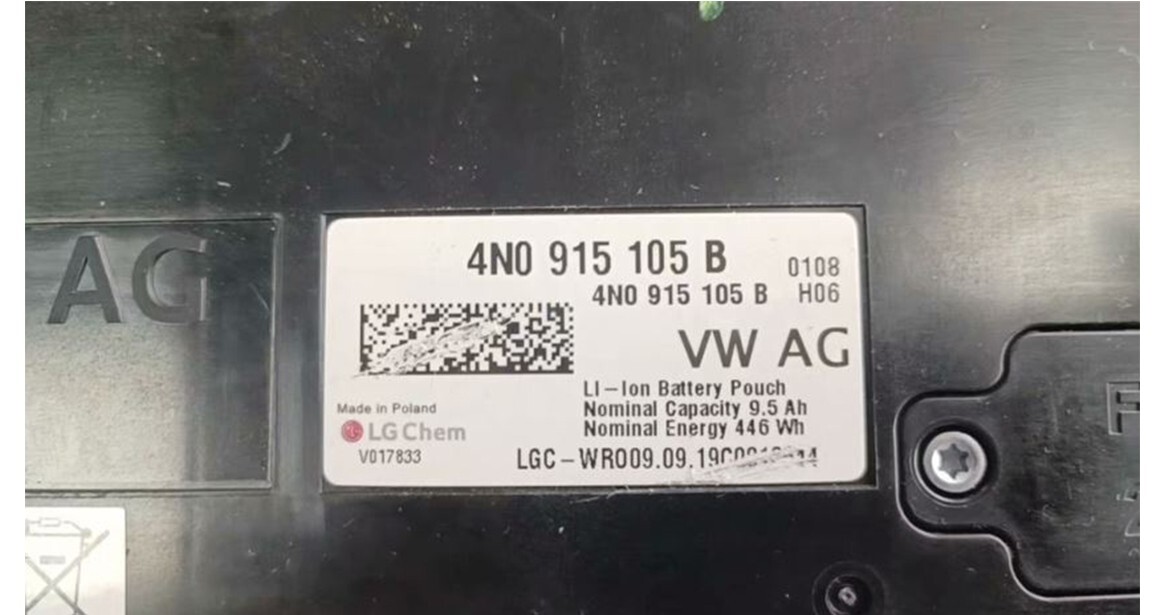 AG
4N0 915 105 B
0108
4N0 915 105 B H06
VW AG
LI-Ion Battery Pouch
Nominal Capacity 9.5 Ah
Nominal Energy 446 Wh
Made in Poland
LG Chem
V017833